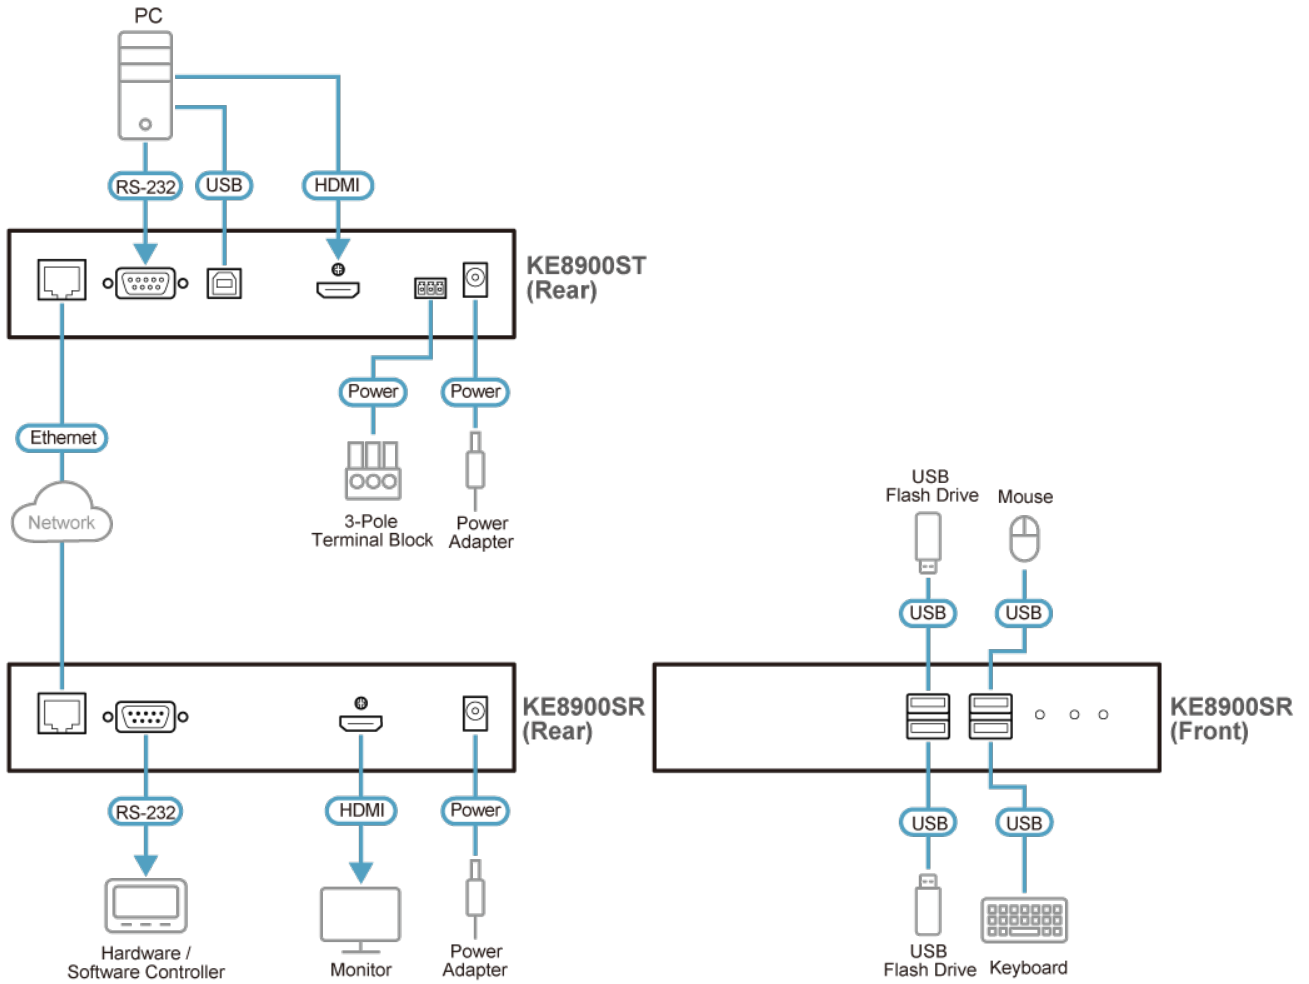 PC
RS-232
USB
HDMI
KE8900ST
(Rear)
Power
Power
Ethernet
Network
3-Pole
Terminal Block
Power
Adapter
USB
Flash Drive
Mouse
USB
USB
KE8900SR
(Rear)
KE8900SR
(Front)
RS-232
HDMI
Power
USB
USB
Hardware /
Software Controller
Monitor
Power
Adapter
USB
Flash Drive
Keyboard